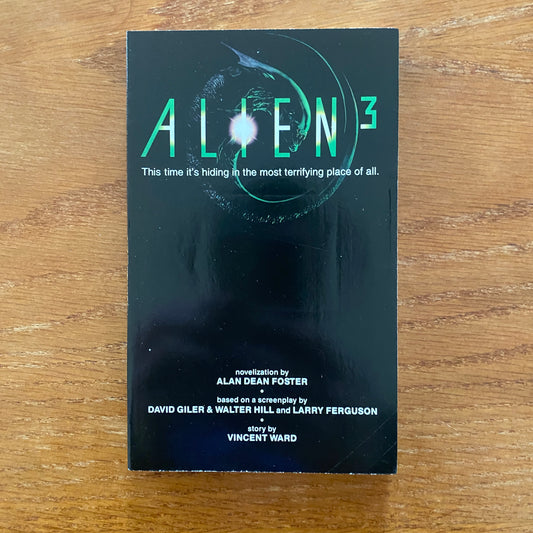 ALIEN³
This time it's hiding in the most terrifying place of all.
novelization by
ALAN DEAN FOSTER
•
based on a screenplay by
DAVID GILER & WALTER HILL and LARRY FERGUSON
•
story by
VINCENT WARD